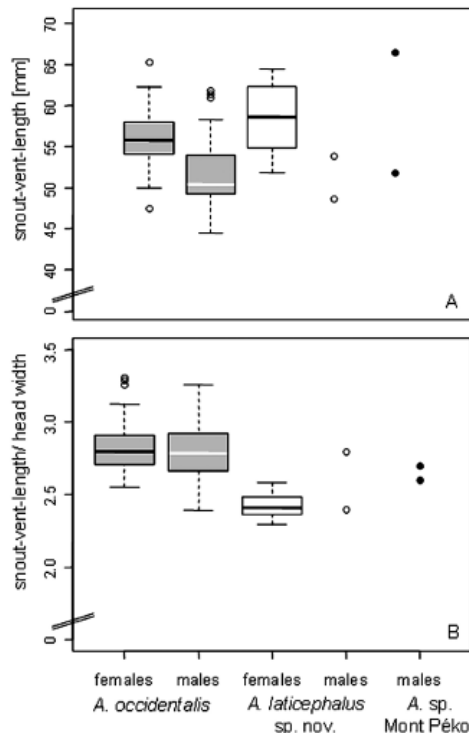 70
65
60
55
50
45
40
0
snout-vent-length [mm]
A
3.5
3.0
2.5
2.0
0
snout-vent-length/ head width
B
females males females males males
A. occidentalis A. laticephalus A. sp.
sp. nov. Mont Péko